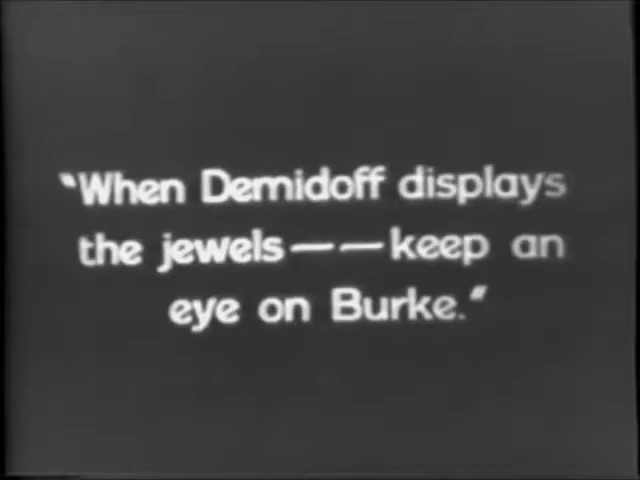 "When Demidoff displays
the jewels — — keep an
eye on Burke."